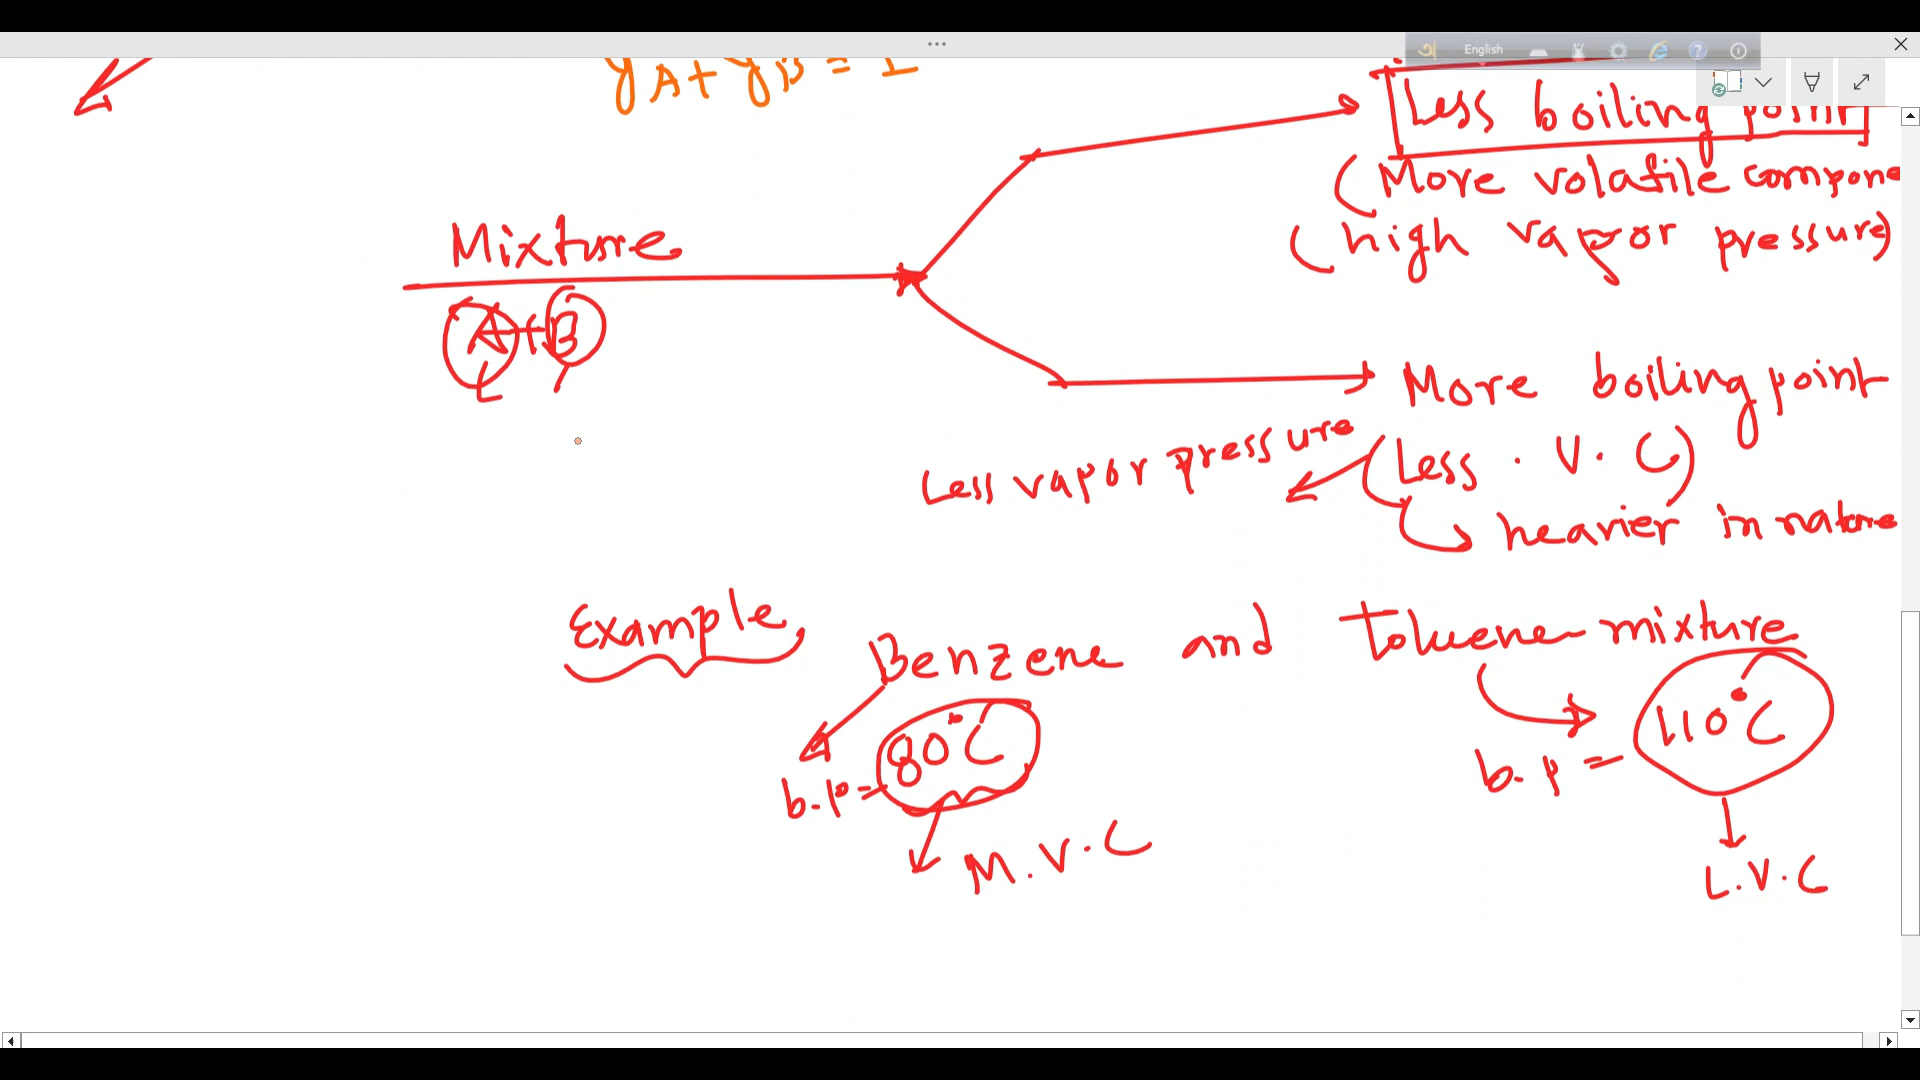 English
yA + yB = 1
Less boiling point
(More volatile compone
(high vapor pressure)
Mixture
A+B
More boiling point
Less vapor pressure
(Less . V. C)
heavier in nature
Example,
Benzene and Toluene mixture
b.p= 80°C
b.p = 110°C
M.V.C
L.V.C